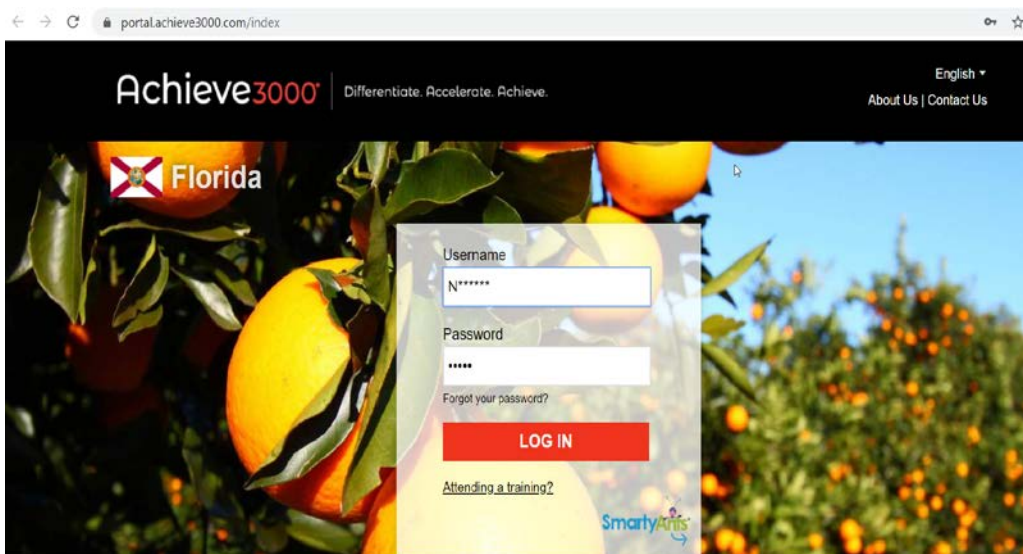 portal.achieve3000.com/index
Achieve3000® Differentiate. Accelerate. Achieve.
English
About Us | Contact Us
Florida
Username
N******
Password
•••••
Forgot your password?
LOG IN
Attending a training?
SmartyAnts